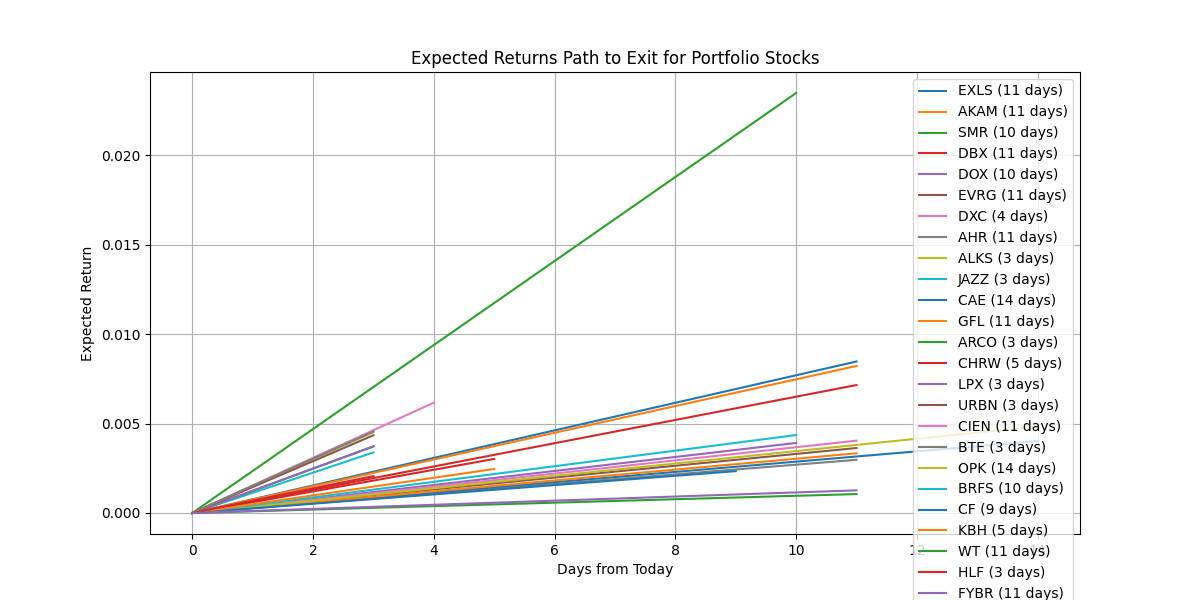 Expected Returns Path to Exit for Portfolio Stocks
Expected Return
0.020
0.015
0.010
0.005
0.000
0
2
4
6
8
10
Days from Today
EXLS (11 days)
AKAM (11 days)
SMR (10 days)
DBX (11 days)
DOX (10 days)
EVRG (11 days)
DXC (4 days)
AHR (11 days)
ALKS (3 days)
JAZZ (3 days)
CAE (14 days)
GFL (11 days)
ARCO (3 days)
CHRW (5 days)
LPX (3 days)
URBN (3 days)
CIEN (11 days)
BTE (3 days)
OPK (14 days)
BRFS (10 days)
CF (9 days)
KBH (5 days)
WT (11 days)
HLF (3 days)
FYBR (11 days)